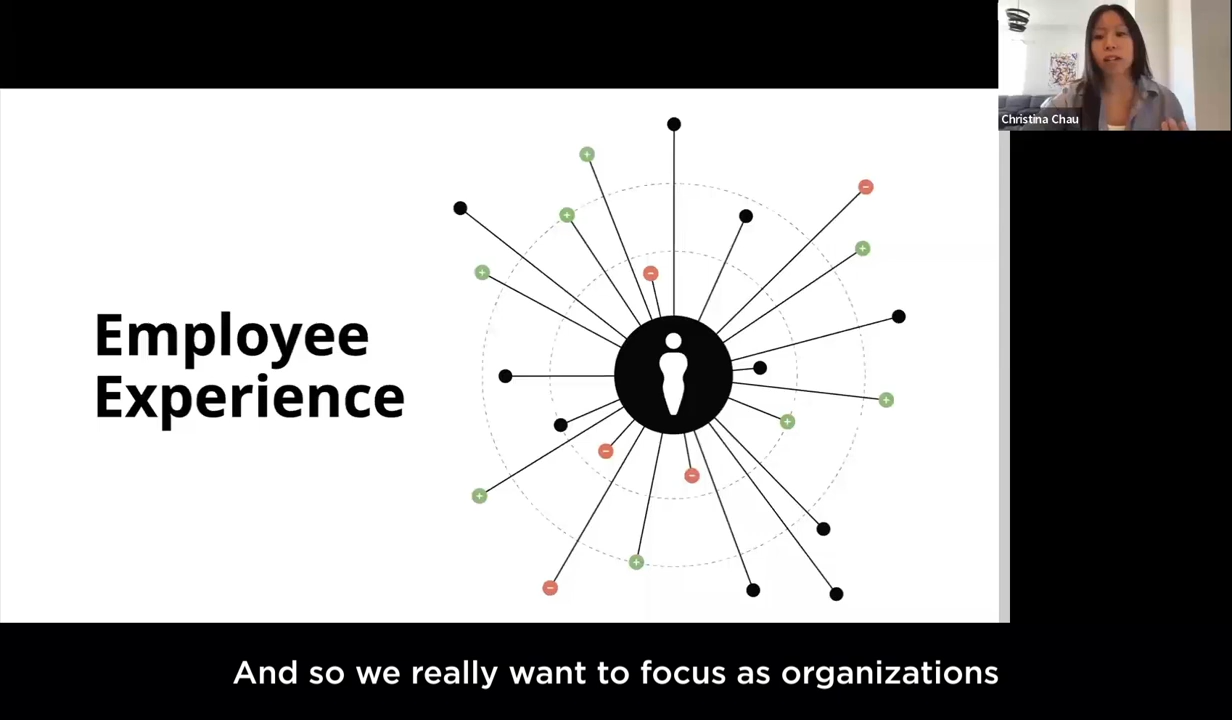 Christina Chau
Employee
Experience
And so we really want to focus as organizations